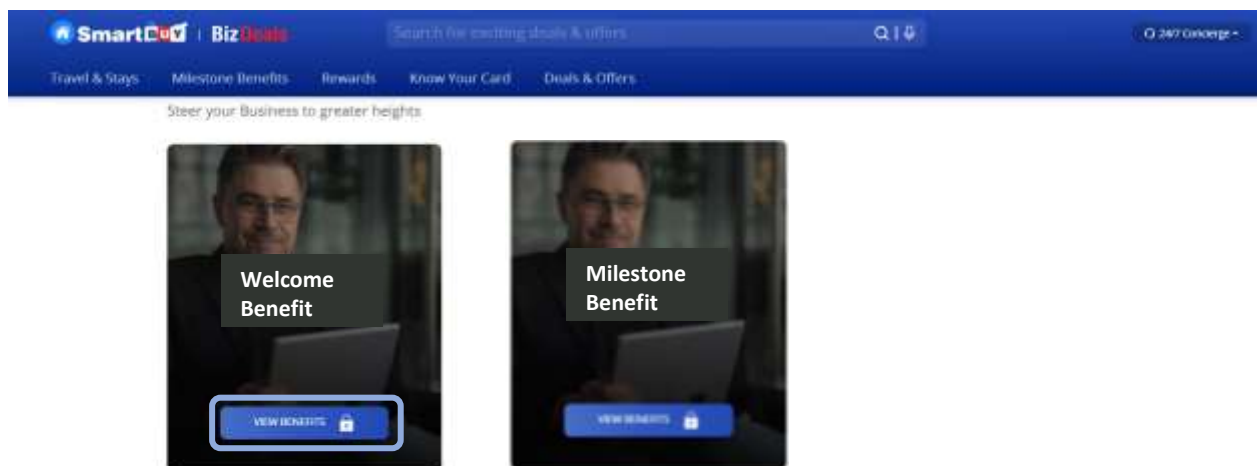 SmartBUY | BizDeals
Search for exciting deals & offers
24/7 Concierge
Travel & Stays Milestone Benefits Rewards Know Your Card Deals & Offers
Steer your Business to greater heights
Welcome
Benefit
Milestone
Benefit
VIEW BENEFITS
VIEW BENEFITS